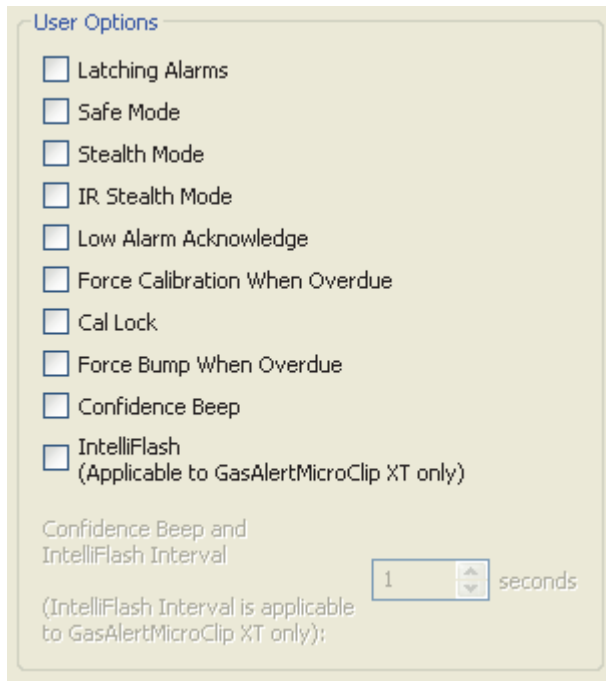 User Options
Latching Alarms
Safe Mode
Stealth Mode
IR Stealth Mode
Low Alarm Acknowledge
Force Calibration When Overdue
Cal Lock
Force Bump When Overdue
Confidence Beep
IntelliFlash
(Applicable to GasAlertMicroClip XT only)
Confidence Beep and
IntelliFlash Interval
1 seconds
(IntelliFlash Interval is applicable
to GasAlertMicroClip XT only):